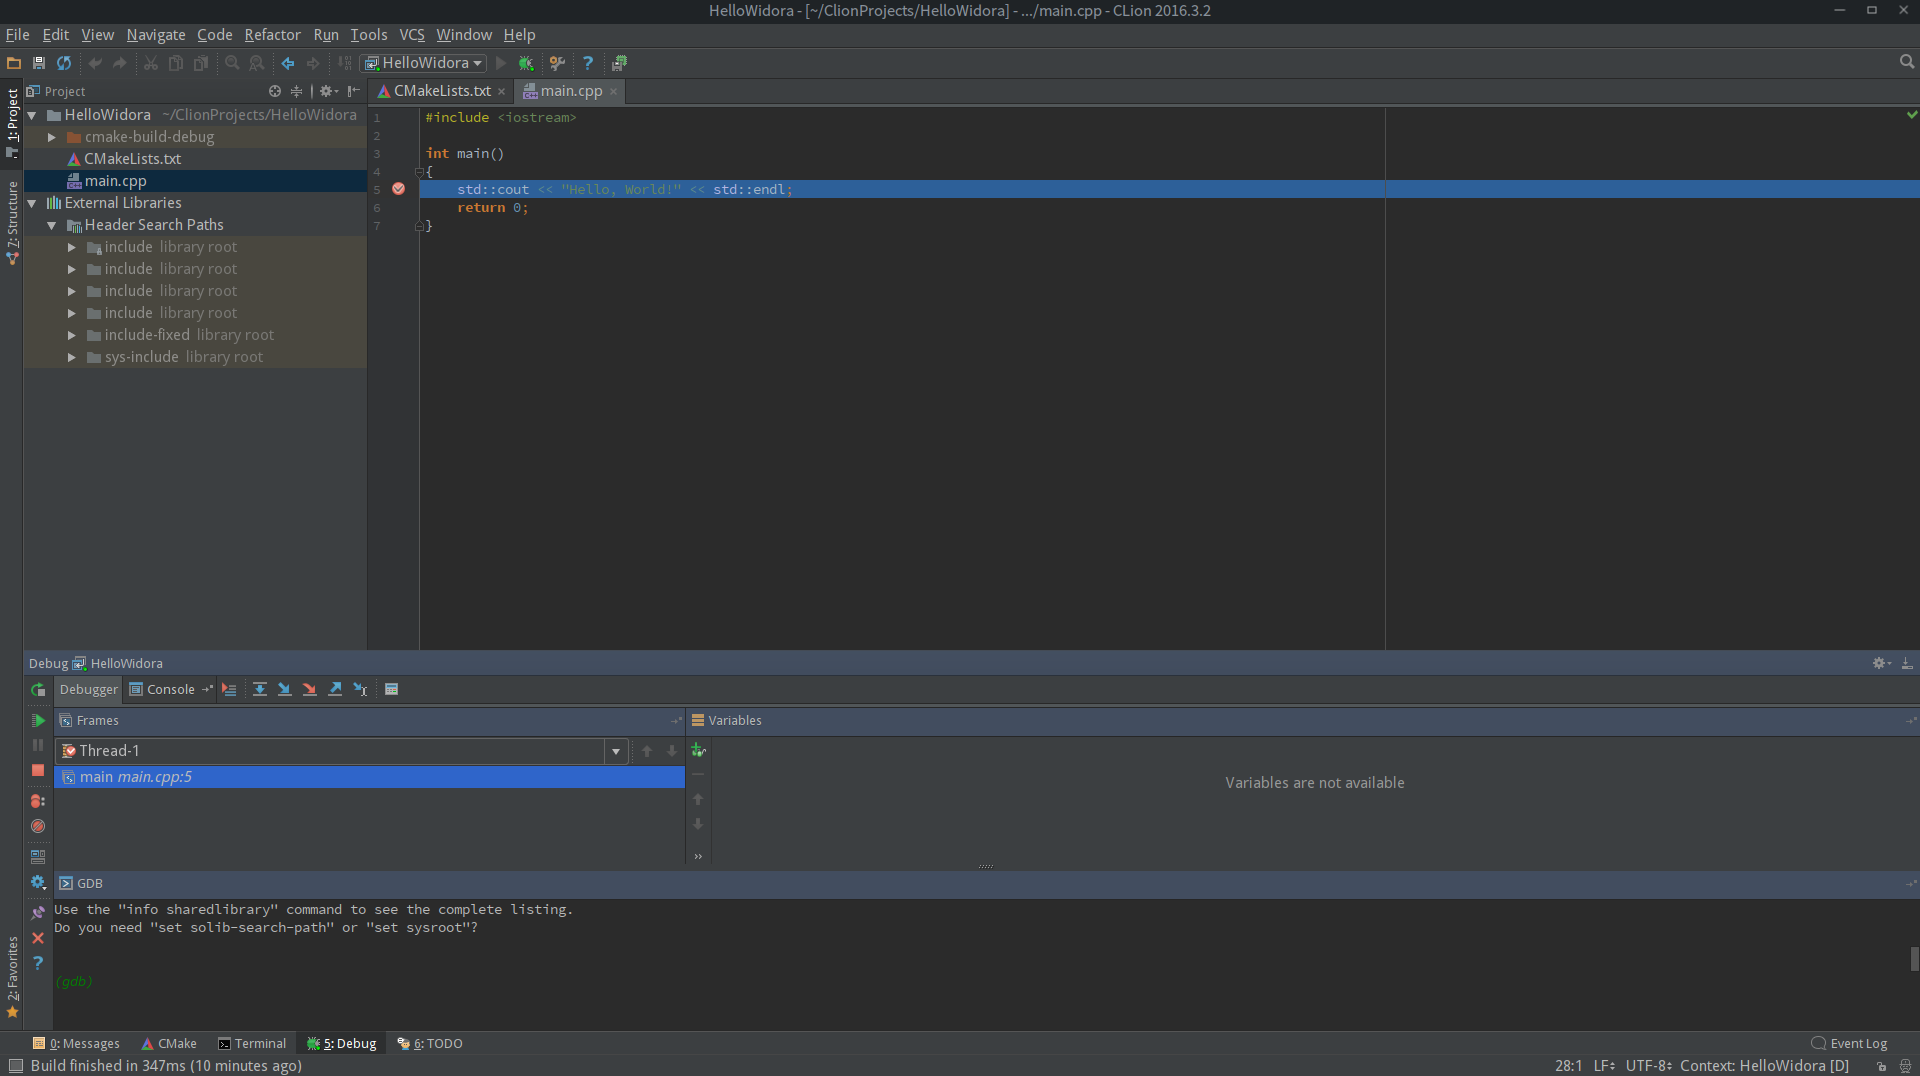 HelloWidora - [~/ClionProjects/HelloWidora] - .../main.cpp - CLion 2016.3.2
File Edit View Navigate Code Refactor Run Tools VCS Window Help
HelloWidora
1: Project
7: Structure
2: Favorites
Project
HelloWidora ~/ClionProjects/HelloWidora
cmake-build-debug
CMakeLists.txt
main.cpp
External Libraries
Header Search Paths
include library root
include library root
include library root
include library root
include-fixed library root
sys-include library root
CMakeLists.txt main.cpp
1 #include <iostream>
2
3 int main()
4 {
5 std::cout << "Hello, World!" << std::endl;
6 return 0;
7 }
Debug HelloWidora
Debugger Console
Frames
Thread-1
main main.cpp:5
Variables
Variables are not available
GDB
Use the "info sharedlibrary" command to see the complete listing.
Do you need "set solib-search-path" or "set sysroot"?
(gdb)
0: Messages CMake Terminal 5: Debug 6: TODO Event Log
Build finished in 347ms (10 minutes ago) 28:1 LF UTF-8 Context: HelloWidora [D]